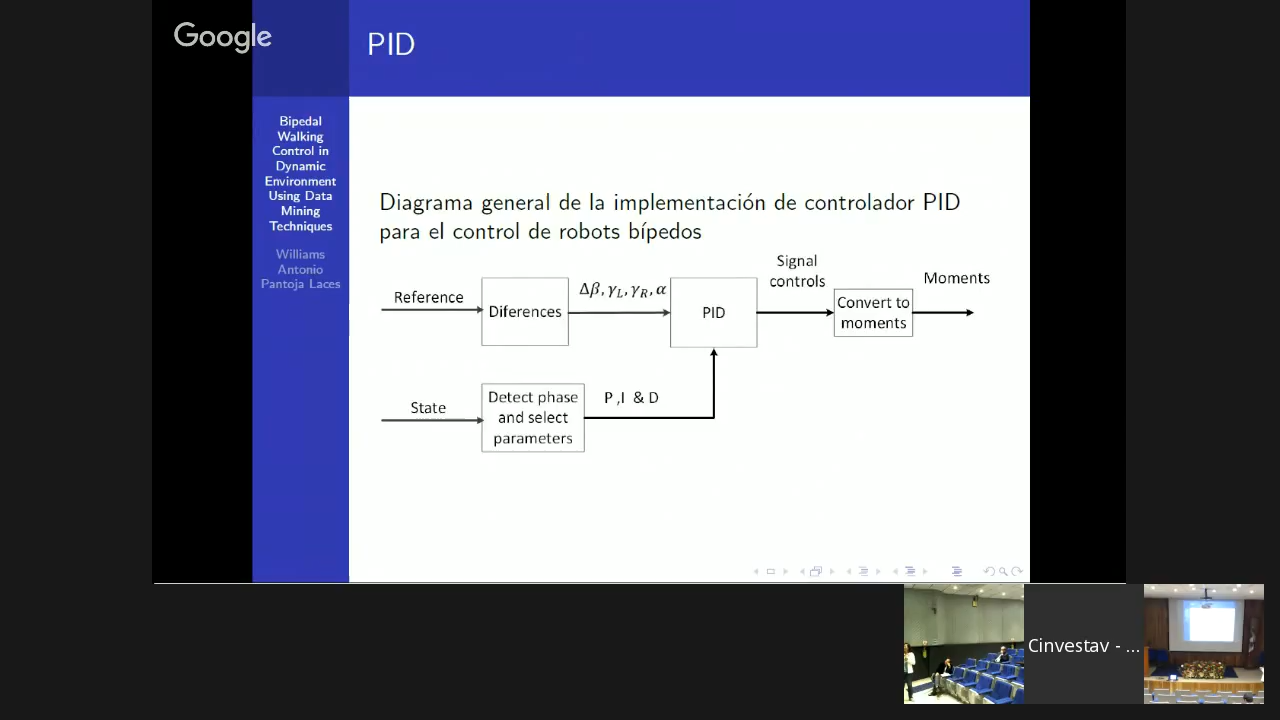 Google
PID
Bipedal
Walking
Control in
Dynamic
Environment
Using Data
Mining
Techniques
Williams
Antonio
Pantoja Laces
Diagrama general de la implementación de controlador PID
para el control de robots bípedos
Reference
Diferences
Δβ, γL, γR, α
PID
Signal
controls
Convert to
moments
Moments
State
Detect phase
and select
parameters
P ,I & D
Cinvestav - ...